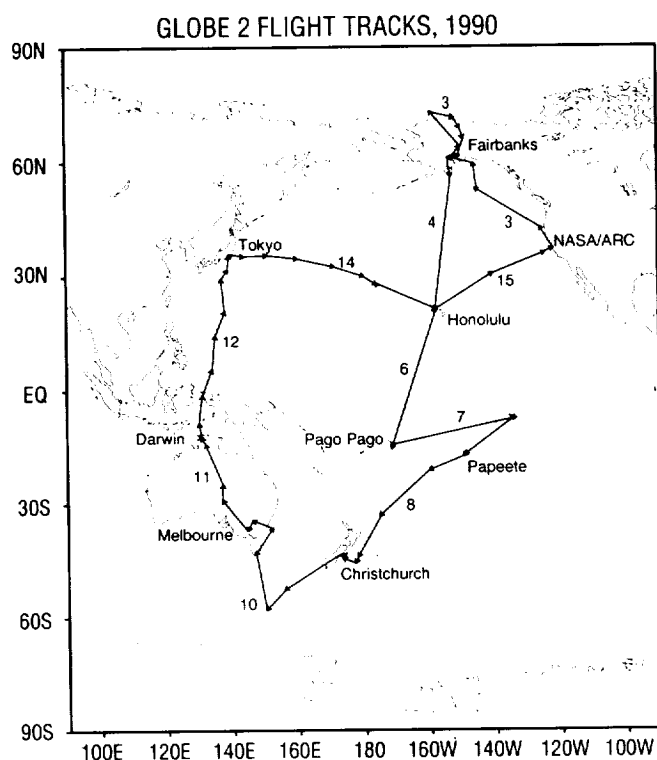 GLOBE 2 FLIGHT TRACKS, 1990
90N
3
Fairbanks
60N
4
3
NASA/ARC
Tokyo
14
30N
15
Honolulu
12
6
EQ
7
Darwin
Pago Pago
Papeete
11
8
30S
Melbourne
Christchurch
10
60S
90S
100E 120E 140E 160E 180 160W 140W 120W 100W